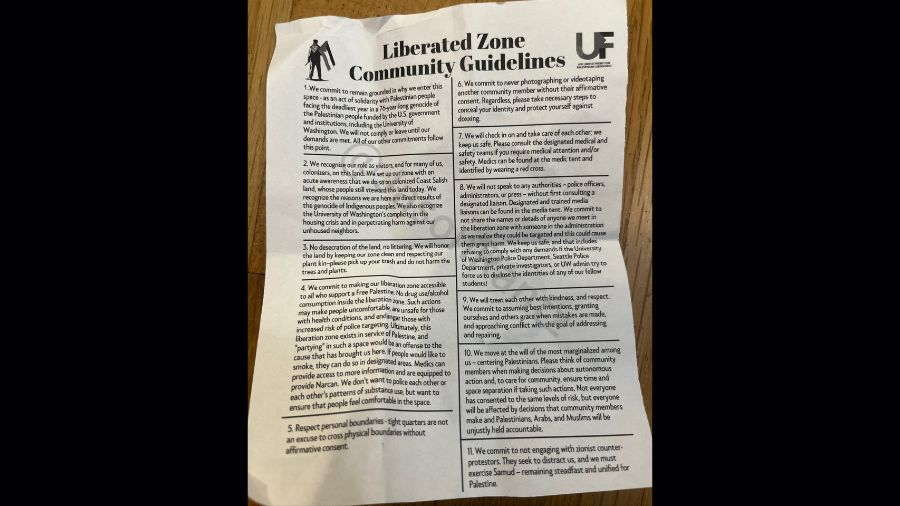 Liberated Zone
Community Guidelines
UF
1. We commit to remain grounded in why we enter this
space - as an act of solidarity with Palestinian people
facing the deadliest year in a 76-year long genocide of
the Palestinian people funded by the U.S. government
and institutions, including the University of
Washington. We will not comply or leave until our
demands are met. All of our other commitments follow
this point.
2. We recognize our role as visitors, and for many of us,
colonizers, on this land. We set up our zone with an
acute awareness that we do so on colonized Coast Salish
land, whose people still steward this land today. We
recognize the reasons we are here are direct results of
the genocide of Indigenous peoples. We also recognize
the University of Washington's complicity in the
housing crisis and in perpetrating harm against our
unhoused neighbors.
3. No desecration of the land, no littering. We will honor
the land by keeping our zone clean and respecting our
plant kin-please pick up your trash and do not harm the
trees and plants.
4. We commit to making our liberation zone accessible
to all who support a Free Palestine. No drug use/alcohol
consumption inside the liberation zone. Such actions
may make people uncomfortable, are unsafe for those
with health conditions, and endanger those with
increased risk of police targeting. Ultimately, this
liberation zone exists in service of Palestine, and
"partying" in such a space would be an offense to the
cause that has brought us here. If people would like to
smoke, they can do so in designated areas. Medics can
provide access to more information and are equipped to
provide Narcan. We don't want to police each other or
each other's patterns of substance use, but want to
ensure that people feel comfortable in the space.
5. Respect personal boundaries - tight quarters are not
an excuse to cross physical boundaries without
affirmative consent.
6. We commit to never photographing or videotaping
another community member without their affirmative
consent. Regardless, please take necessary steps to
conceal your identity and protect yourself against
doxxing.
7. We will check in on and take care of each other; we
keep us safe. Please consult the designated medical and
safety teams if you require medical attention and/or
safety. Medics can be found at the medic tent and
identified by wearing a red cross.
8. We will not speak to any authorities – police officers,
administrators, or press – without first consulting a
designated liaison. Designated and trained media
liaisons can be found in the media tent. We commit to
not share the names or details of anyone we meet in
the liberation zone with someone in the administration
as we realize they could be targeted and this could cause
them great harm. We keep us safe, and that includes
refusing to comply with any demands if the University
of Washington Police Department, Seattle Police
Department, private investigators, or UW admin try to
force us to disclose the identities of any of our fellow
students!
9. We will treat each other with kindness, and respect.
We commit to assuming best intentions, granting
ourselves and others grace when mistakes are made,
and approaching conflict with the goal of addressing
and repairing.
10. We move at the will of the most marginalized among
us – centering Palestinians. Please think of community
members when making decisions about autonomous
action and, to care for community, ensure time and
space separation if taking such actions. Not everyone
has consented to the same levels of risk, but everyone
will be affected by decisions that community members
make and Palestinians, Arabs, and Muslims will be
unjustly held accountable.
11. We commit to not engaging with zionist counter-
protestors. They seek to distract us, and we must
exercise Samud – remaining steadfast and unified for
Palestine.